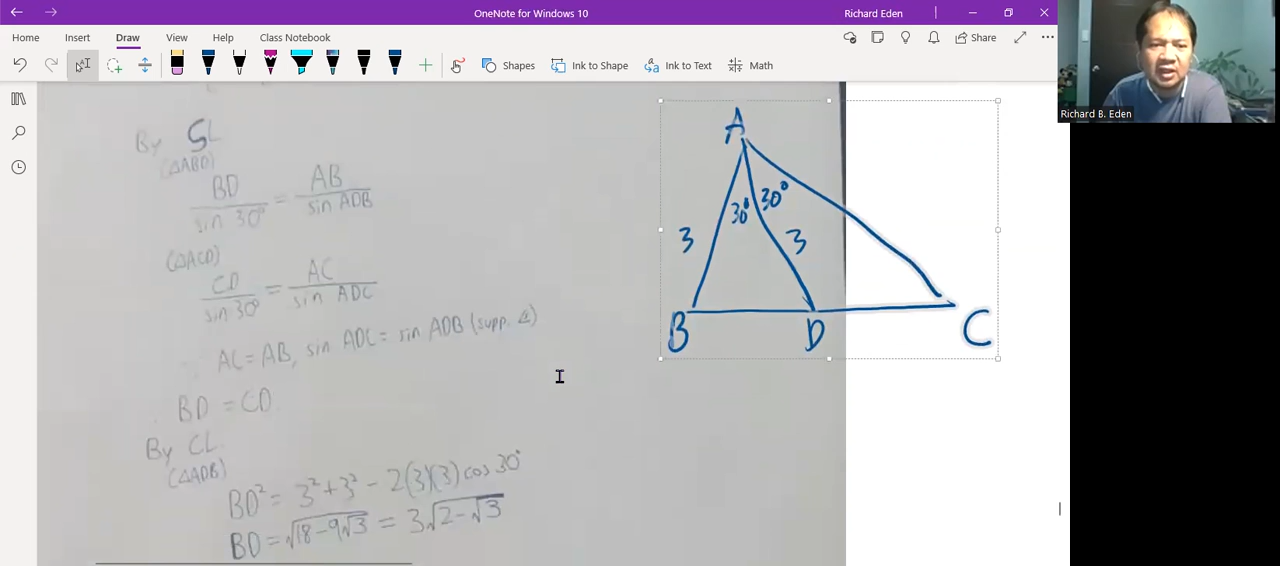 OneNote for Windows 10
Richard Eden
Home Insert Draw View Help Class Notebook
Share
Shapes Ink to Shape Ink to Text Math
Richard B. Eden
By SL
(△ABD)
BD / sin 30° = AB / sin ADB
(△ACD)
CD / sin 30° = AC / sin ADC
AC = AB, sin ADC = sin ADB (supp. ∠)
BD = CD
By CL
(△ADB)
BD² = 3² + 3² - 2(3)(3) cos 30°
BD = √(18 - 9√3) = 3√(2 - √3)
A
30° 30°
3 3
B D C